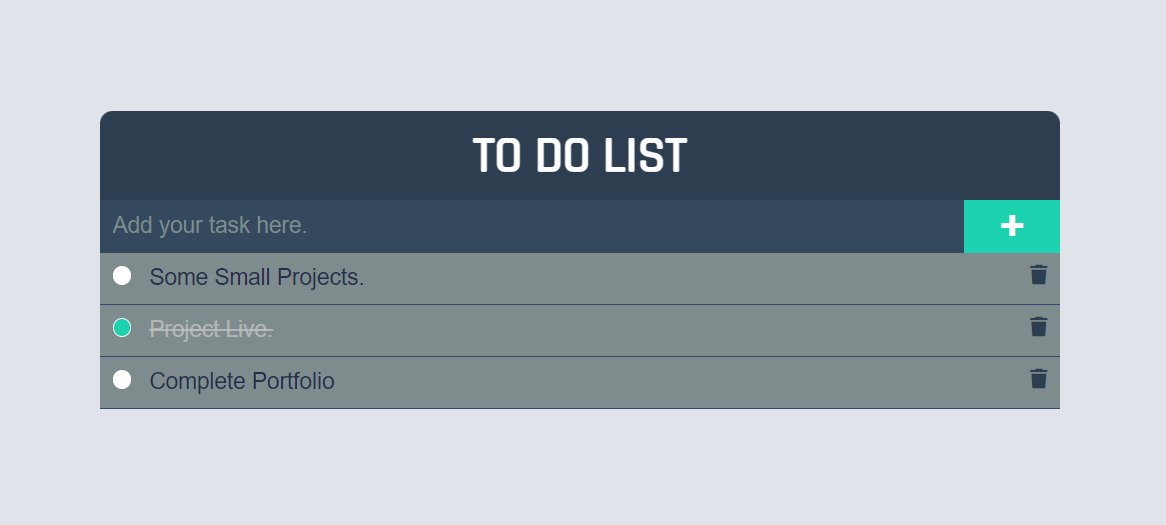 TO DO LIST
Add your task here.
Some Small Projects.
Project Live.
Complete Portfolio